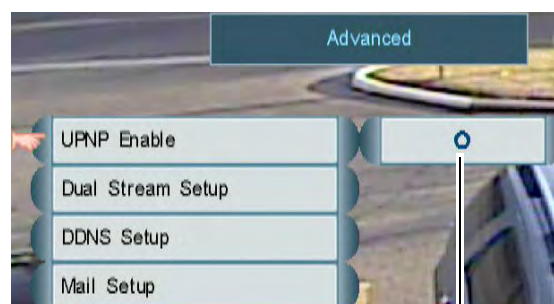 Advanced
UPNP Enable
Dual Stream Setup
DDNS Setup
Mail Setup